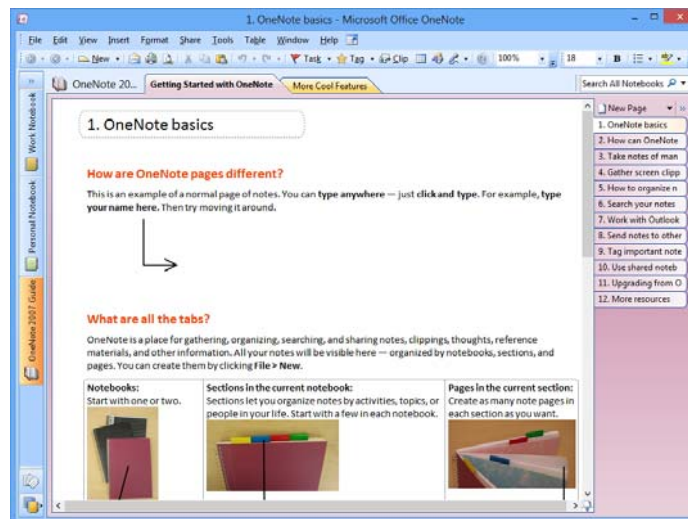 1. OneNote basics - Microsoft Office OneNote
File Edit View Insert Format Share Tools Table Window Help
New Task Tag Clip 100% 18 B
OneNote 20... Getting Started with OneNote More Cool Features Search All Notebooks
Work Notebook
Personal Notebook
OneNote 2007 Guide
1. OneNote basics
How are OneNote pages different?
This is an example of a normal page of notes. You can type anywhere — just click and type. For example, type
your name here. Then try moving it around.
What are all the tabs?
OneNote is a place for gathering, organizing, searching, and sharing notes, clippings, thoughts, reference
materials, and other information. All your notes will be visible here — organized by notebooks, sections, and
pages. You can create them by clicking File > New.
Notebooks:
Start with one or two.
Sections in the current notebook:
Sections let you organize notes by activities, topics, or
people in your life. Start with a few in each notebook.
Pages in the current section:
Create as many note pages in
each section as you want.
New Page
1. OneNote basics
2. How can OneNote
3. Take notes of man
4. Gather screen clipp
5. How to organize n
6. Search your notes
7. Work with Outlook
8. Send notes to other
9. Tag important note
10. Use shared noteb
11. Upgrading from O
12. More resources